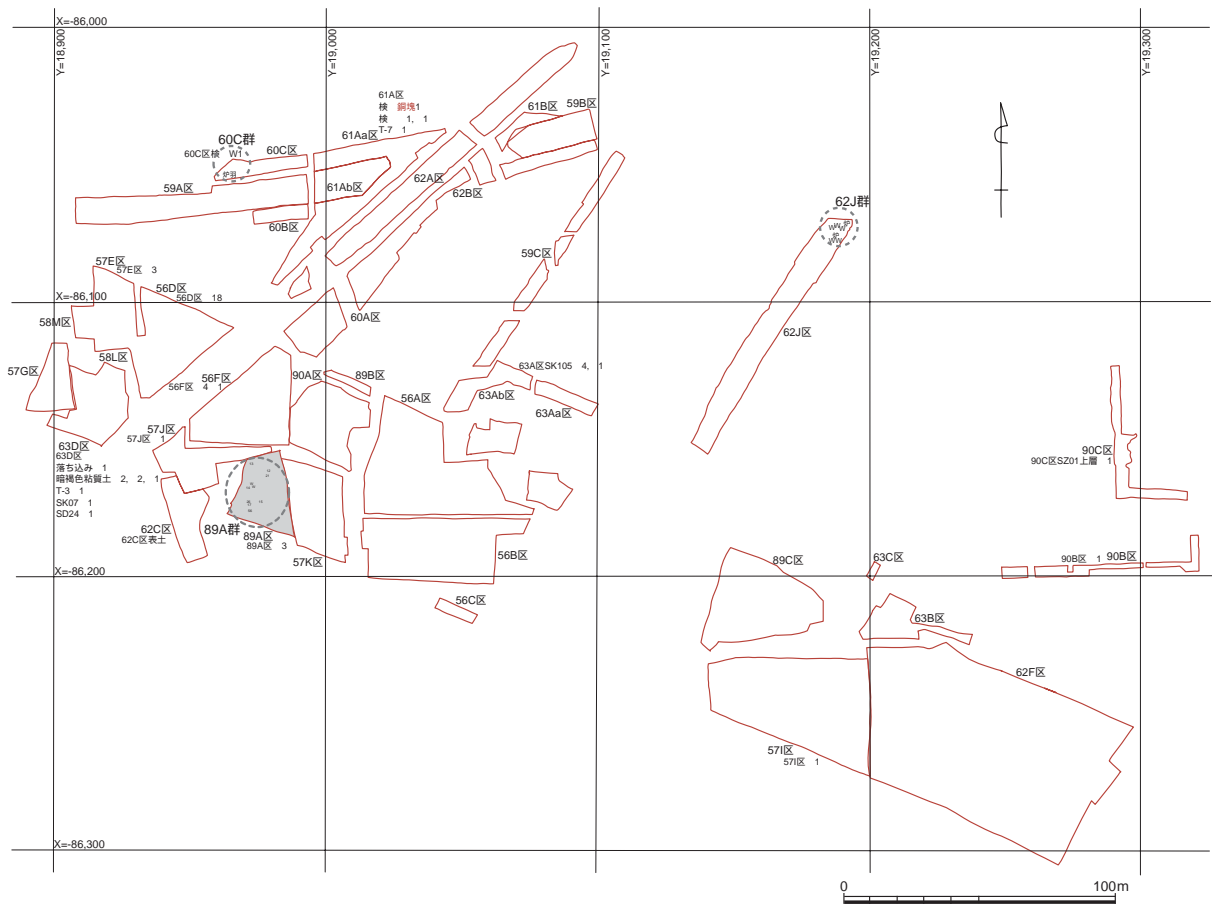 X=-86,000
Y=18,900
Y=19,000
Y=19,100
Y=19,200
Y=19,300
61A区
検 銅塊1
検 1, 1
T-7 1
61Aa区
61B区
59B区
60C群
60C区検 W1
60C区
炉羽
59A区
61Ab区
60B区
62A区
62B区
59C区
62J群
WW炉
W
炉
WW
62J区
57E区
57E区 3
56D区
56D区 18
X=-86,100
58M区
60A区
58L区
57G区
56F区
56F区 4 1
90A区
89B区
56A区
63A区SK105 4, 1
63Ab区
63Aa区
63D区
63D区
落ち込み 1
暗褐色粘質土 2, 2, 1
T-3 1
SK07 1
SD24 1
57J区
57J区 1
62C区
62C区表土
89A群
89A区
89A区 3
57K区
56B区
56C区
90C区
90C区SZ01上層 1
X=-86,200
89C区
63C区
90B区 1
90B区
63B区
62F区
57I区
57I区 1
X=-86,300
0
100m